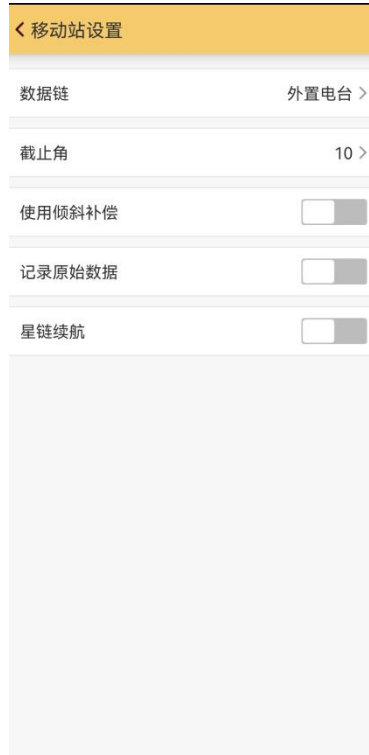 移动站设置
数据链 外置电台
截止角 10
使用倾斜补偿
记录原始数据
星链续航